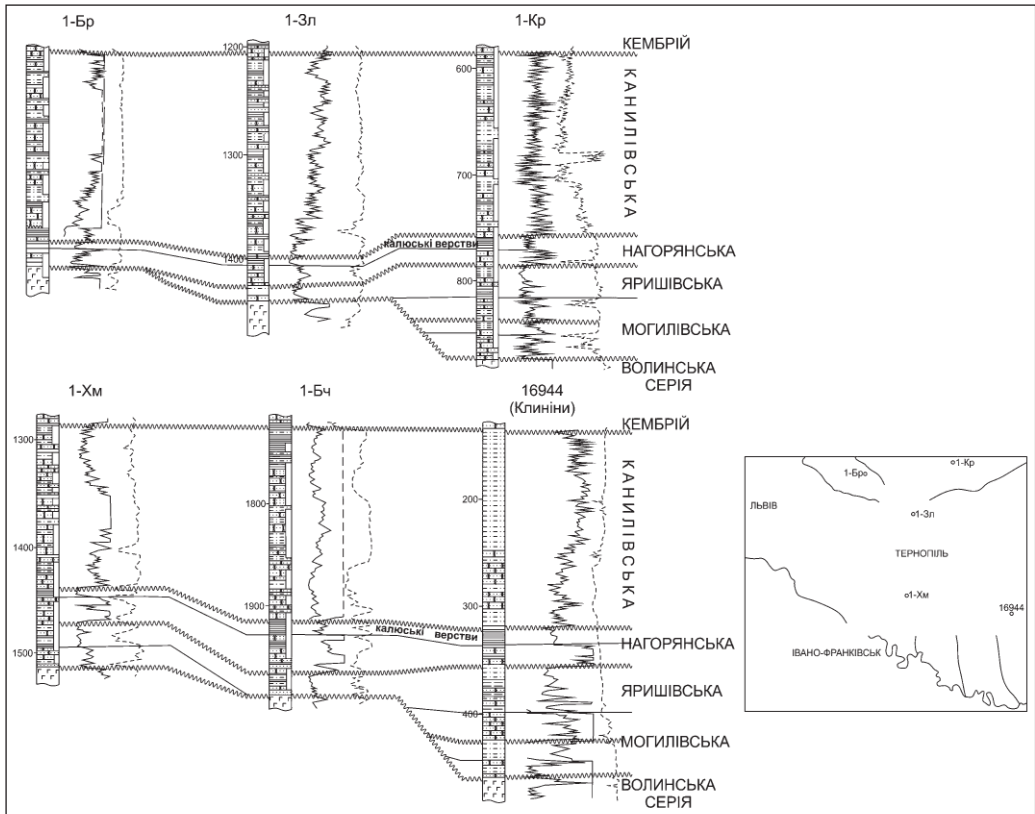 1-Бр
1-Зл
1-Кр
1200
1300
1400
600
700
800
КЕМБРІЙ
КАНИЛІВСЬКА
калюські верстви
НАГОРЯНСЬКА
ЯРИШІВСЬКА
МОГИЛІВСЬКА
ВОЛИНСЬКА
СЕРІЯ
1-Хм
1-Бч
16944
(Клиніни)
1300
1400
1500
1800
1900
200
300
400
КЕМБРІЙ
КАНИЛІВСЬКА
калюські верстви
НАГОРЯНСЬКА
ЯРИШІВСЬКА
МОГИЛІВСЬКА
ВОЛИНСЬКА
СЕРІЯ
1-Бр
1-Кр
ЛЬВІВ
1-Зл
ТЕРНОПІЛЬ
1-Хм
16944
ІВАНО-ФРАНКІВСЬК